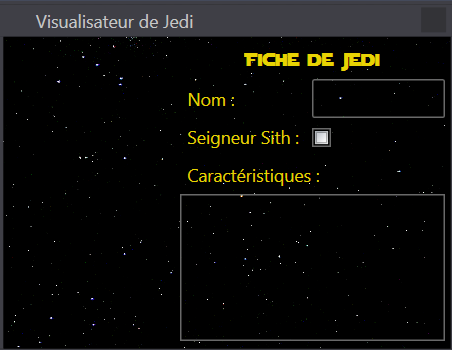 Visualisateur de Jedi
Fiche de Jedi
Nom :
Seigneur Sith :
Caractéristiques :